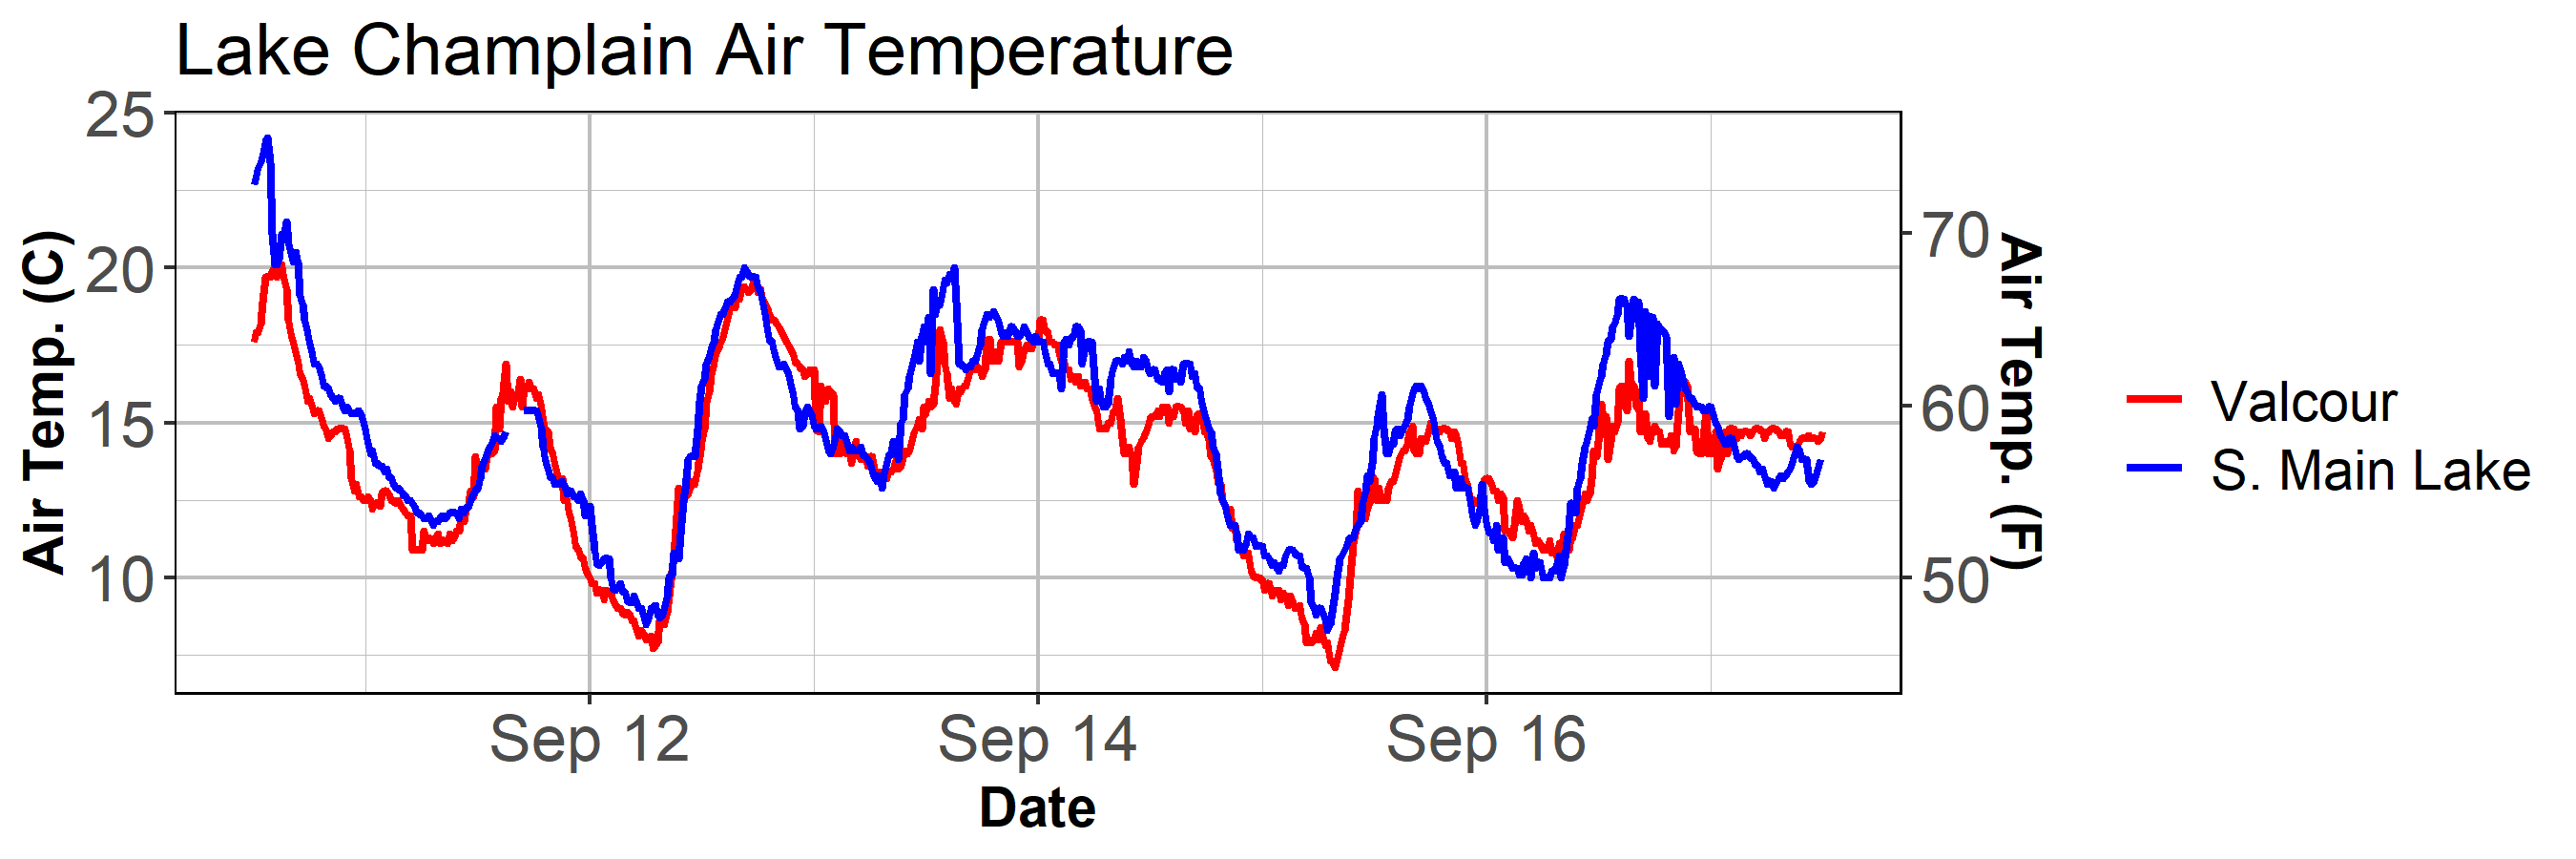 Lake Champlain Air Temperature
25
20
15
10
Air Temp. (C)
70
60
50
Air Temp. (F)
Sep 12
Sep 14
Sep 16
Date
Valcour
S. Main Lake